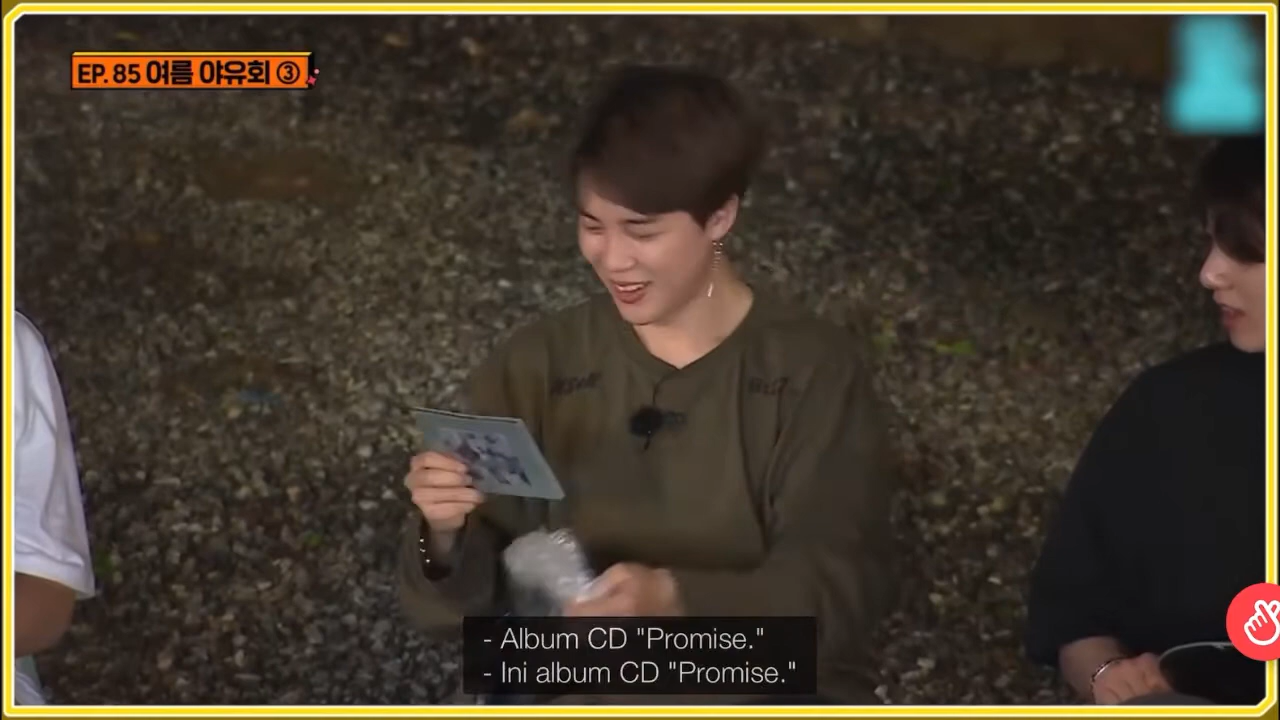 EP. 85 여름 야유회 ③
- Album CD "Promise."
- Ini album CD "Promise."